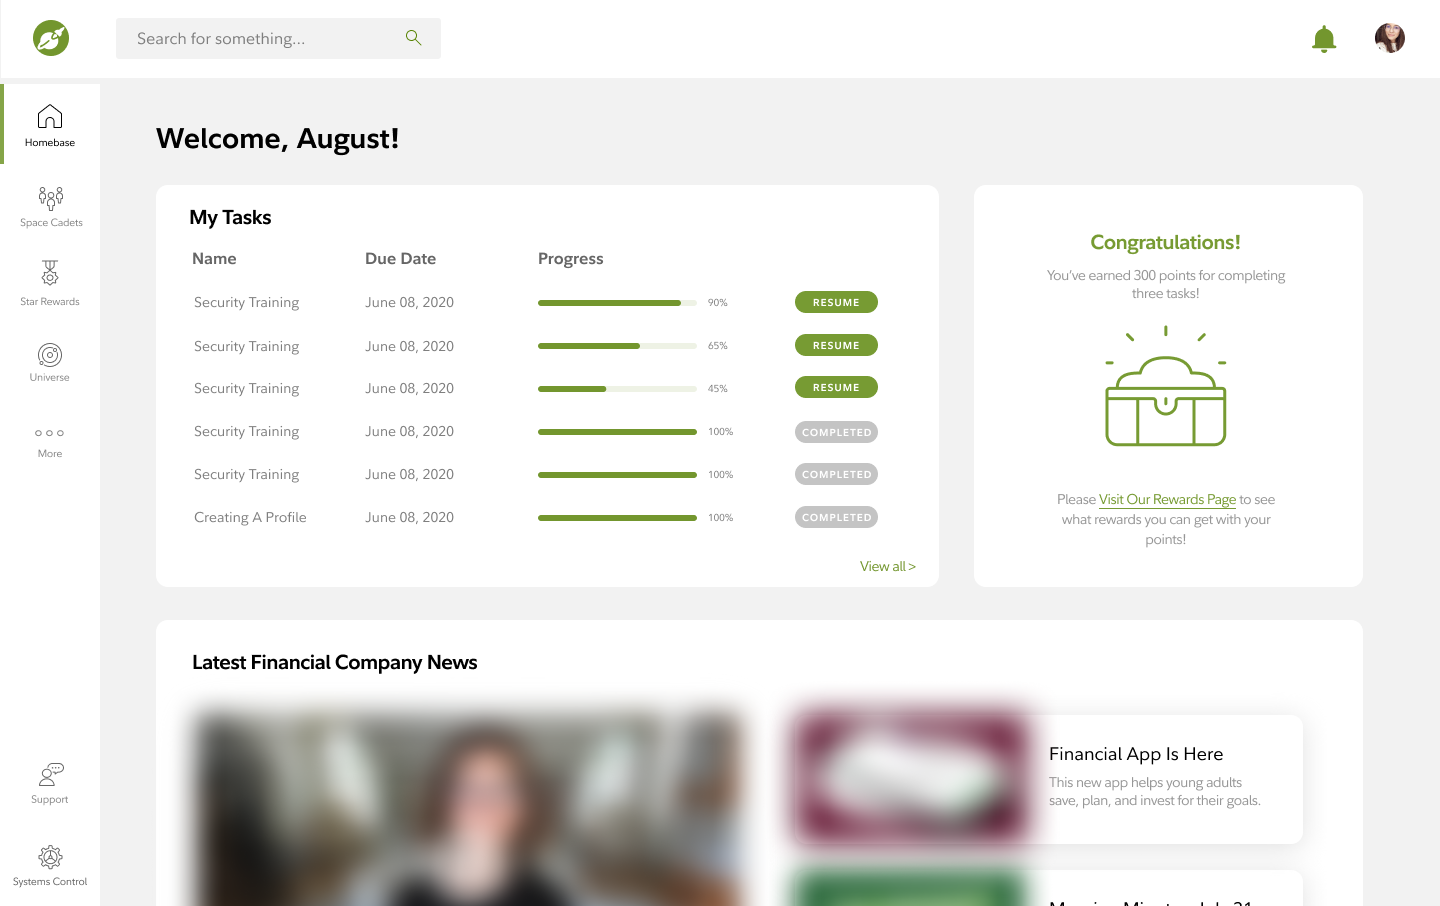 Search for something...
Welcome, August!
Homebase
Space Cadets
Star Rewards
Universe
More
Support
Systems Control
My Tasks
Name Due Date Progress
Security Training June 08, 2020 90% RESUME
Security Training June 08, 2020 65% RESUME
Security Training June 08, 2020 45% RESUME
Security Training June 08, 2020 100% COMPLETED
Security Training June 08, 2020 100% COMPLETED
Creating A Profile June 08, 2020 100% COMPLETED
View all >
Congratulations!
You've earned 300 points for completing
three tasks!
Please Visit Our Rewards Page to see
what rewards you can get with your
points!
Latest Financial Company News
Financial App Is Here
This new app helps young adults
save, plan, and invest for their goals.